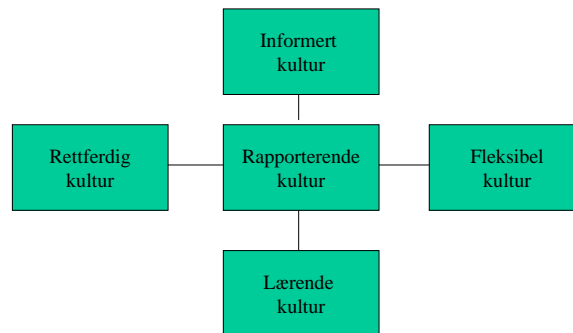 Informert
kultur
Rettferdig
kultur
Rapporterende
kultur
Fleksibel
kultur
Lærende
kultur